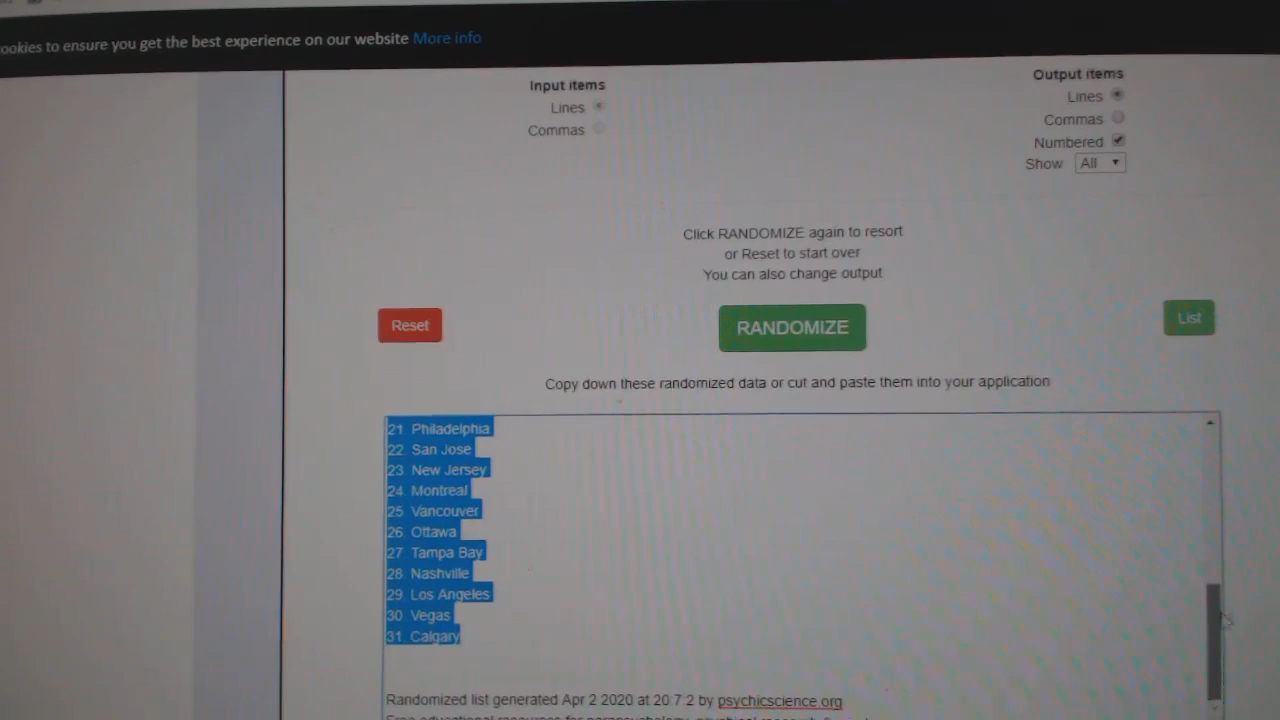 ookies to ensure you get the best experience on our website More info
Input items
Lines
Commas
Output items
Lines
Commas
Numbered
Show All
Click RANDOMIZE again to resort
or Reset to start over
You can also change output
Reset
RANDOMIZE
List
Copy down these randomized data or cut and paste them into your application
21 Philadelphia
22 San Jose
23 New Jersey
24 Montreal
25 Vancouver
26 Ottawa
27 Tampa Bay
28 Nashville
29 Los Angeles
30 Vegas
31 Calgary
Randomized list generated Apr 2 2020 at 20 7 2 by psychicscience org